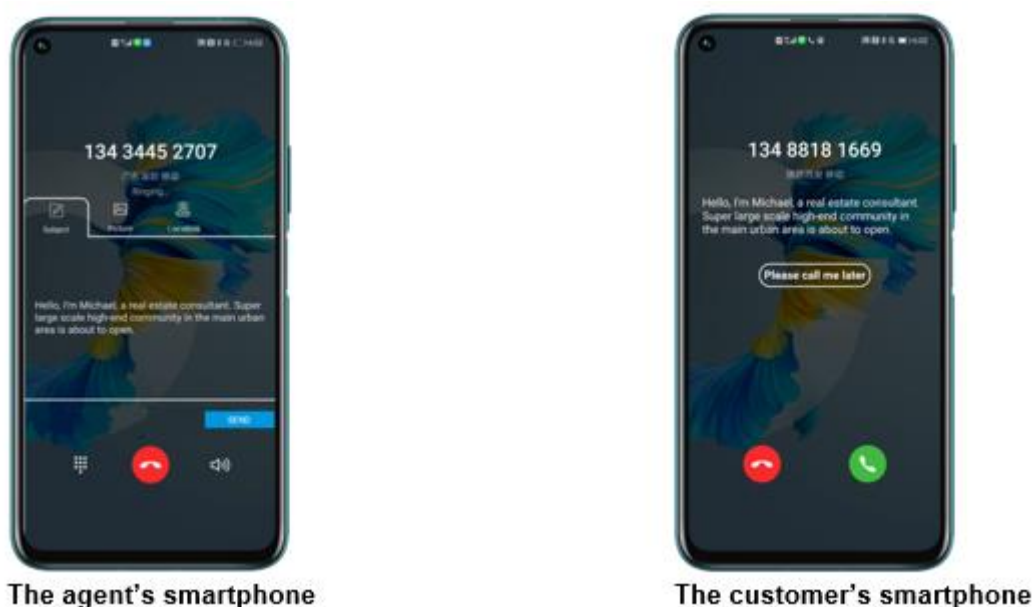 134 3445 2707
Ringing...
Subject
Picture
Location
Hello, I'm Michael, a real estate consultant. Super
large scale high-end community in the main urban
area is about to open.
SEND
The agent's smartphone
134 8818 1669
Hello, I'm Michael, a real estate consultant.
Super large scale high-end community in
the main urban area is about to open.
Please call me later
The customer's smartphone